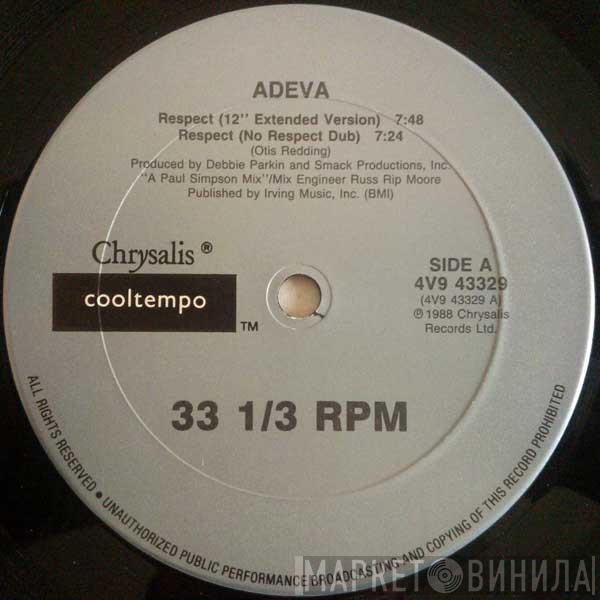 ADEVA
Respect (12'' Extended Version) 7:48
Respect (No Respect Dub) 7:24
(Otis Redding)
Produced by Debbie Parkin and Smack Productions, Inc.
"A Paul Simpson Mix"/Mix Engineer Russ Rip Moore
Published by Irving Music, Inc. (BMI)
Chrysalis ®
cooltempo
TM
SIDE A
4V9 43329
(4V9 43329 A)
℗ 1988 Chrysalis
Records Ltd.
33 1/3 RPM
ALL RIGHTS RESERVED • UNAUTHORIZED PUBLIC PERFORMANCE BROADCASTING AND COPYING OF THIS RECORD PROHIBITED
МАРКЕТ ВИНИЛА